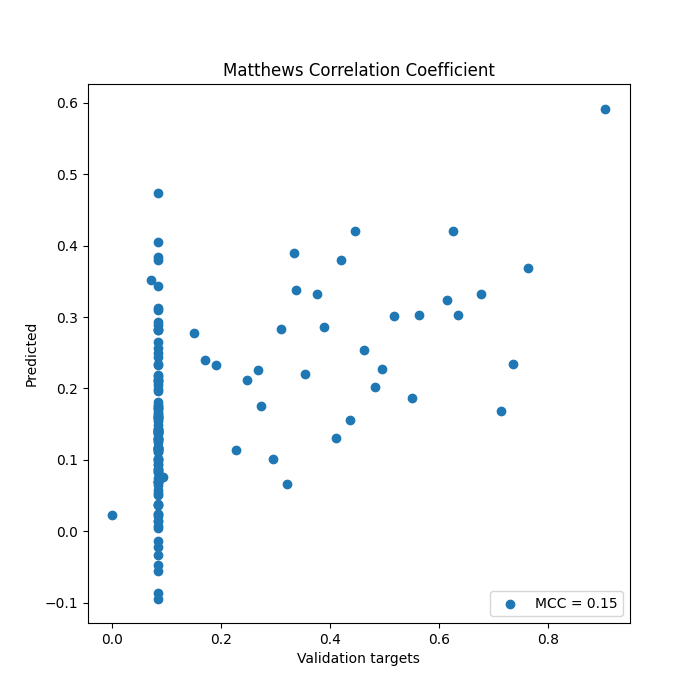 Matthews Correlation Coefficient
0.6
0.5
0.4
0.3
0.2
0.1
0.0
−0.1
Predicted
MCC = 0.15
0.0 0.2 0.4 0.6 0.8
Validation targets